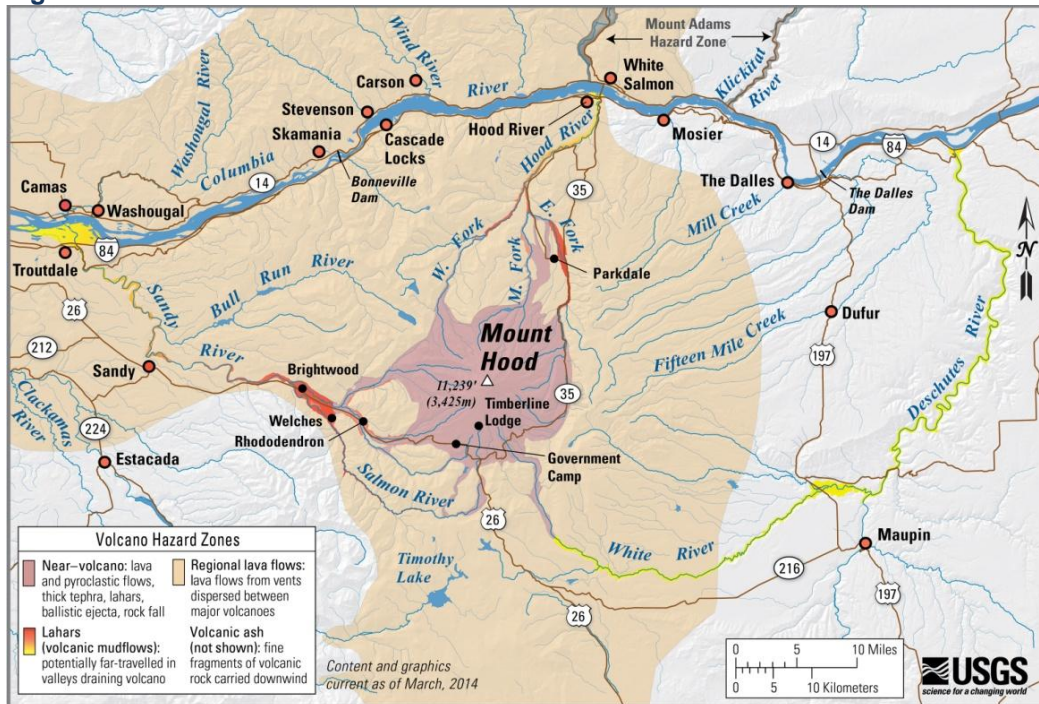 Mount Adams
Hazard Zone
Washougal
River
Wind
River
Carson
Stevenson
Skamania
Cascade
Locks
River
White
Salmon
Klickitat
River
Hood River
Mosier
Hood River
Camas
Washougal
Columbia
14
Bonneville
Dam
35
14
84
The Dalles
The Dalles
Dam
84
Troutdale
W. Fork
M. Fork
E. Fork
Parkdale
Mill Creek
26
212
Sandy
Bull Run River
Sandy
River
Brightwood
Welches
Rhododendron
Mount
Hood
11,239'
(3,425m)
Timberline
Lodge
35
Fifteen Mile Creek
Dufur
197
Deschutes
River
N
Clackamas
River
224
Estacada
Salmon River
Government
Camp
26
White River
Maupin
216
197
Timothy
Lake
26
Volcano Hazard Zones
Near–volcano: lava
and pyroclastic flows,
thick tephra, lahars,
ballistic ejecta, rock fall
Lahars
(volcanic mudflows):
potentially far-travelled in
valleys draining volcano
Regional lava flows:
lava flows from vents
dispersed between
major volcanoes
Volcanic ash
(not shown): fine
fragments of volcanic
rock carried downwind
Content and graphics
current as of March, 2014
0 5 10 Miles
0 5 10 Kilometers
USGS
science for a changing world